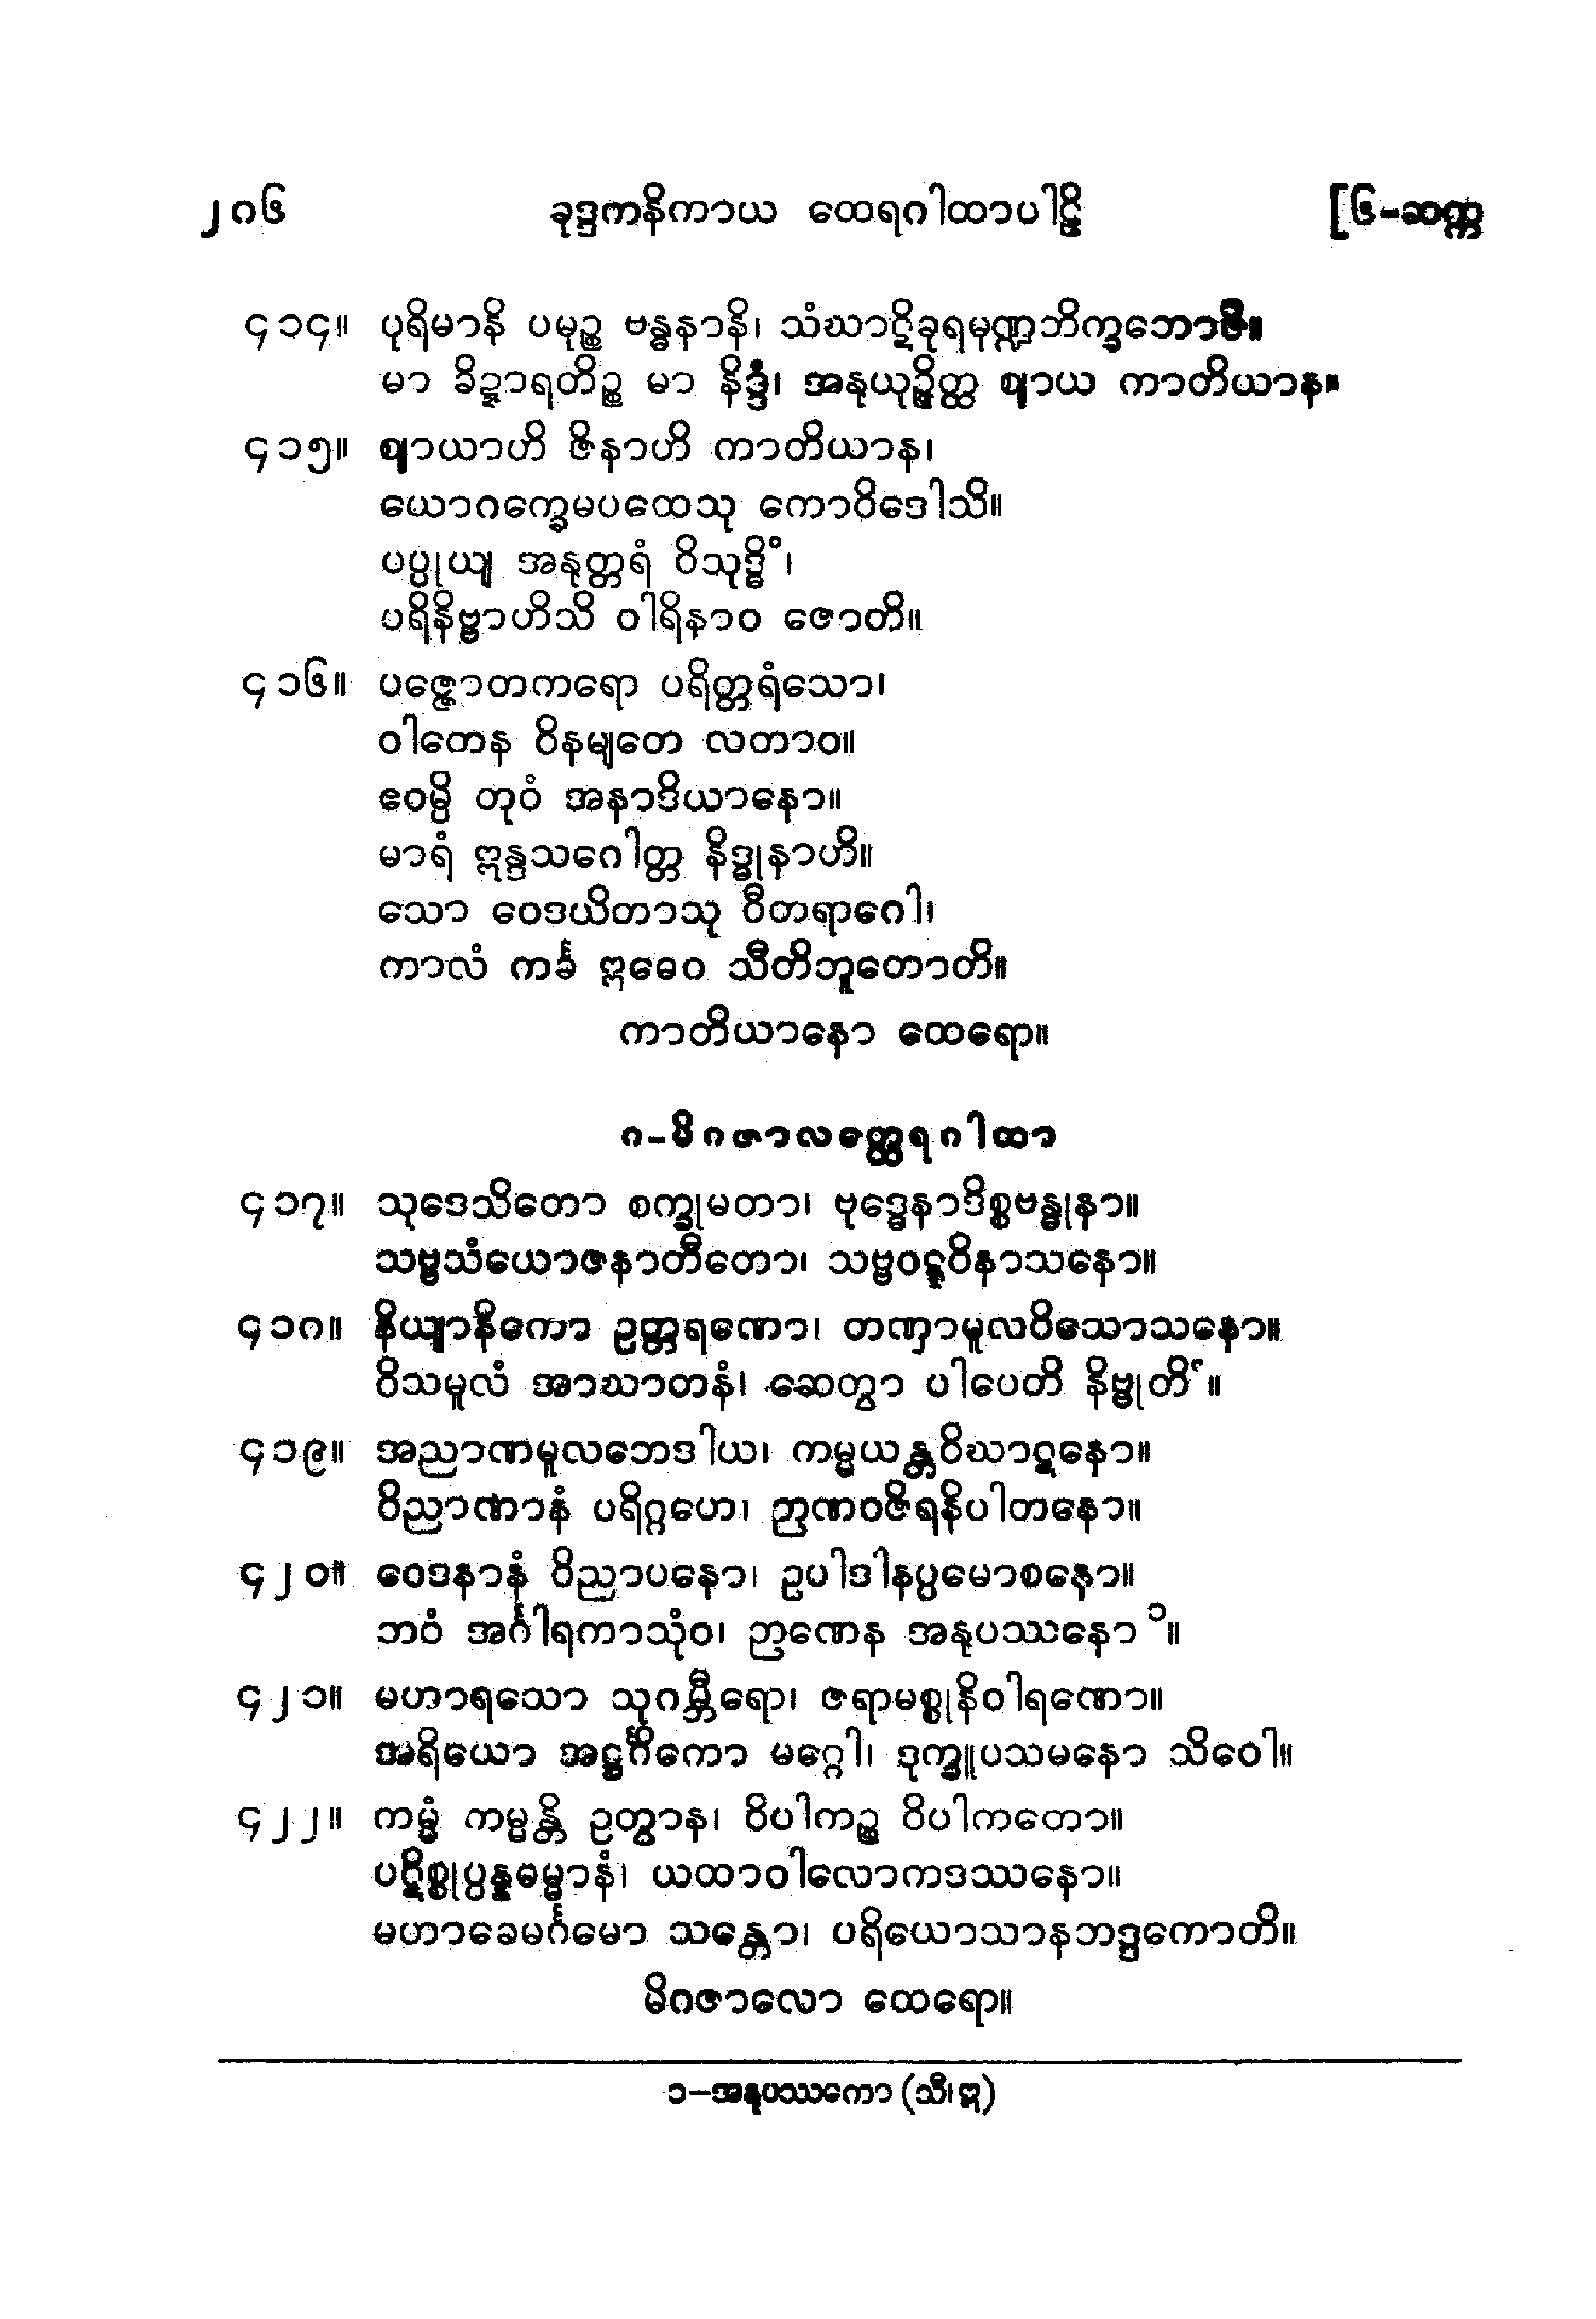 ၂၈၆ ခုဒ္ဒကနိကာယ ထေရဂါထာပါဠိ [၆-ဆက္က
၄၁၄။ ပုရိမာနိ ပမုဉ္စ ဗန္ဓနာနိ၊ သံဃာဋိခုရမုဏ္ဍဘိက္ခဘောဇီ။
မာ ခိဍ္ဍာရတိဉ္စ မာ နိဒ္ဒံ၊ အနုယုဉ္ဇိတ္ထ ဈာယ ကာတိယာန။
၄၁၅။ ဈာယာဟိ ဇိနာဟိ ကာတိယာန၊
ယောဂက္ခေမပထေသု ကောဝိဒေါသိ။
ပပ္ပုယျ အနုတ္တရံ ဝိသုဒ္ဓိံ၊
ပရိနိဗ္ဗာဟိသိ ဝါရိနာဝ ဇောတိ။
၄၁၆။ ပဇ္ဇောတကရော ပရိတ္တရံသော၊
ဝါတေန ဝိနမျတေ လတာဝ။
ဧဝမ္ပိ တုဝံ အနာဒိယာနော။
မာရံ ဣန္ဒသဂေါတ္တ နိဒ္ဓုနာဟိ။
သော ဝေဒယိတာသု ဝီတရာဂေါ၊
ကာလံ ကင်္ခ ဣဓေဝ သီတိဘူတောတိ။
ကာတိယာနော ထေရော။
၈-မိဂဇာလတ္ထေရဂါထာ
၄၁၇။ သုဒေသိတော စက္ခုမတာ၊ ဗုဒ္ဓေနာဒိစ္စဗန္ဓုနာ။
သဗ္ဗသံယောဇနာတီတော၊ သဗ္ဗဝဋ္ဋဝိနာသနော။
၄၁၈။ နိယျာနိကော ဥတ္တရဏော၊ တဏှာမူလဝိသောသနော။
ဝိသမူလံ အာဃာတနံ၊ ဆေတွာ ပါပေတိ နိဗ္ဗုတိံ။
၄၁၉။ အညာဏမူလဘေဒါယ၊ ကမ္မယန္တဝိဃာဋနော။
ဝိညာဏာနံ ပရိဂ္ဂဟေ၊ ဉာဏဝဇိရနိပါတနော။
၄၂၀။ ဝေဒနာနံ ဝိညာပနော၊ ဥပါဒါနပ္ပမောစနော။
ဘဝံ အင်္ဂါရကာသုံဝ၊ ဉာဏေန အနုပဿနော ၁။
၄၂၁။ မဟာရသော သုဂမ္ဘီရော၊ ဇရာမစ္စုနိဝါရဏော။
အရိယော အဋ္ဌင်္ဂိကော မဂ္ဂေါ၊ ဒုက္ခူပသမနော သိဝေါ။
၄၂၂။ ကမ္မံ ကမ္မန္တိ ဥတွာန၊ ဝိပါကဉ္စ ဝိပါကတော။
ပဋိစ္စုပ္ပန္နဓမ္မာနံ၊ ယထာဝါလောကဒဿနော။
မဟာခေမင်္ဂမော သန္တော၊ ပရိယောသာနဘဒ္ဒကောတိ။
မိဂဇာလော ထေရော။
၁-အနုပဿကော (သီ၊ ဣ)